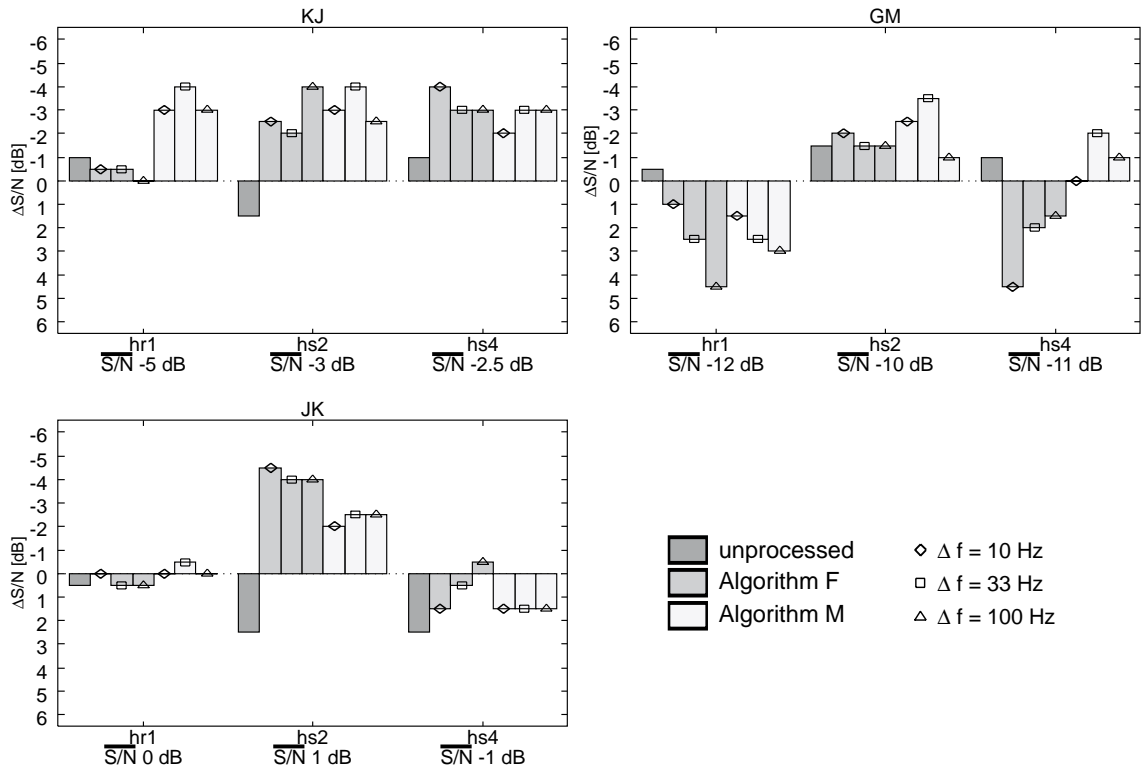 KJ
-6
-5
-4
-3
-2
-1
0
1
2
3
4
5
6
ΔS/N [dB]
hr1 hs2 hs4
S/N -5 dB S/N -3 dB S/N -2.5 dB
GM
-6
-5
-4
-3
-2
-1
0
1
2
3
4
5
6
ΔS/N [dB]
hr1 hs2 hs4
S/N -12 dB S/N -10 dB S/N -11 dB
JK
-6
-5
-4
-3
-2
-1
0
1
2
3
4
5
6
ΔS/N [dB]
hr1 hs2 hs4
S/N 0 dB S/N 1 dB S/N -1 dB
unprocessed Δ f = 10 Hz
Algorithm F Δ f = 33 Hz
Algorithm M Δ f = 100 Hz